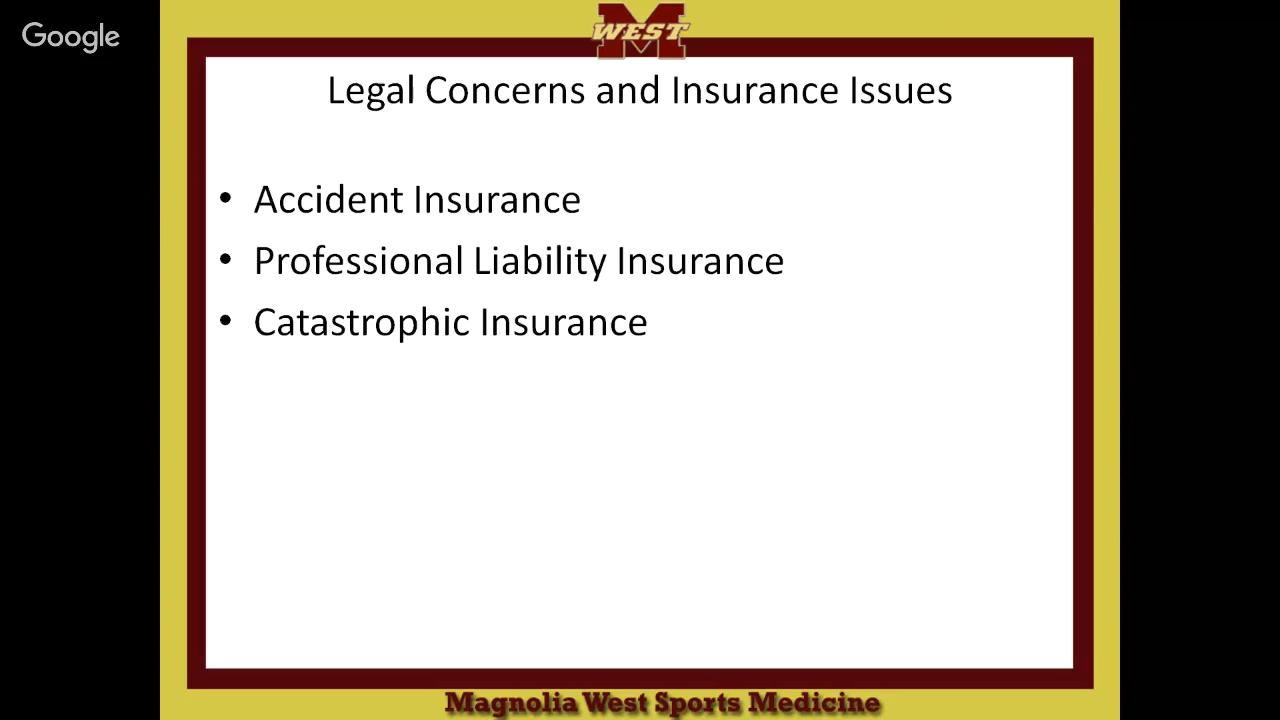 Google
M
WEST
Legal Concerns and Insurance Issues
• Accident Insurance
• Professional Liability Insurance
• Catastrophic Insurance
Magnolia West Sports Medicine